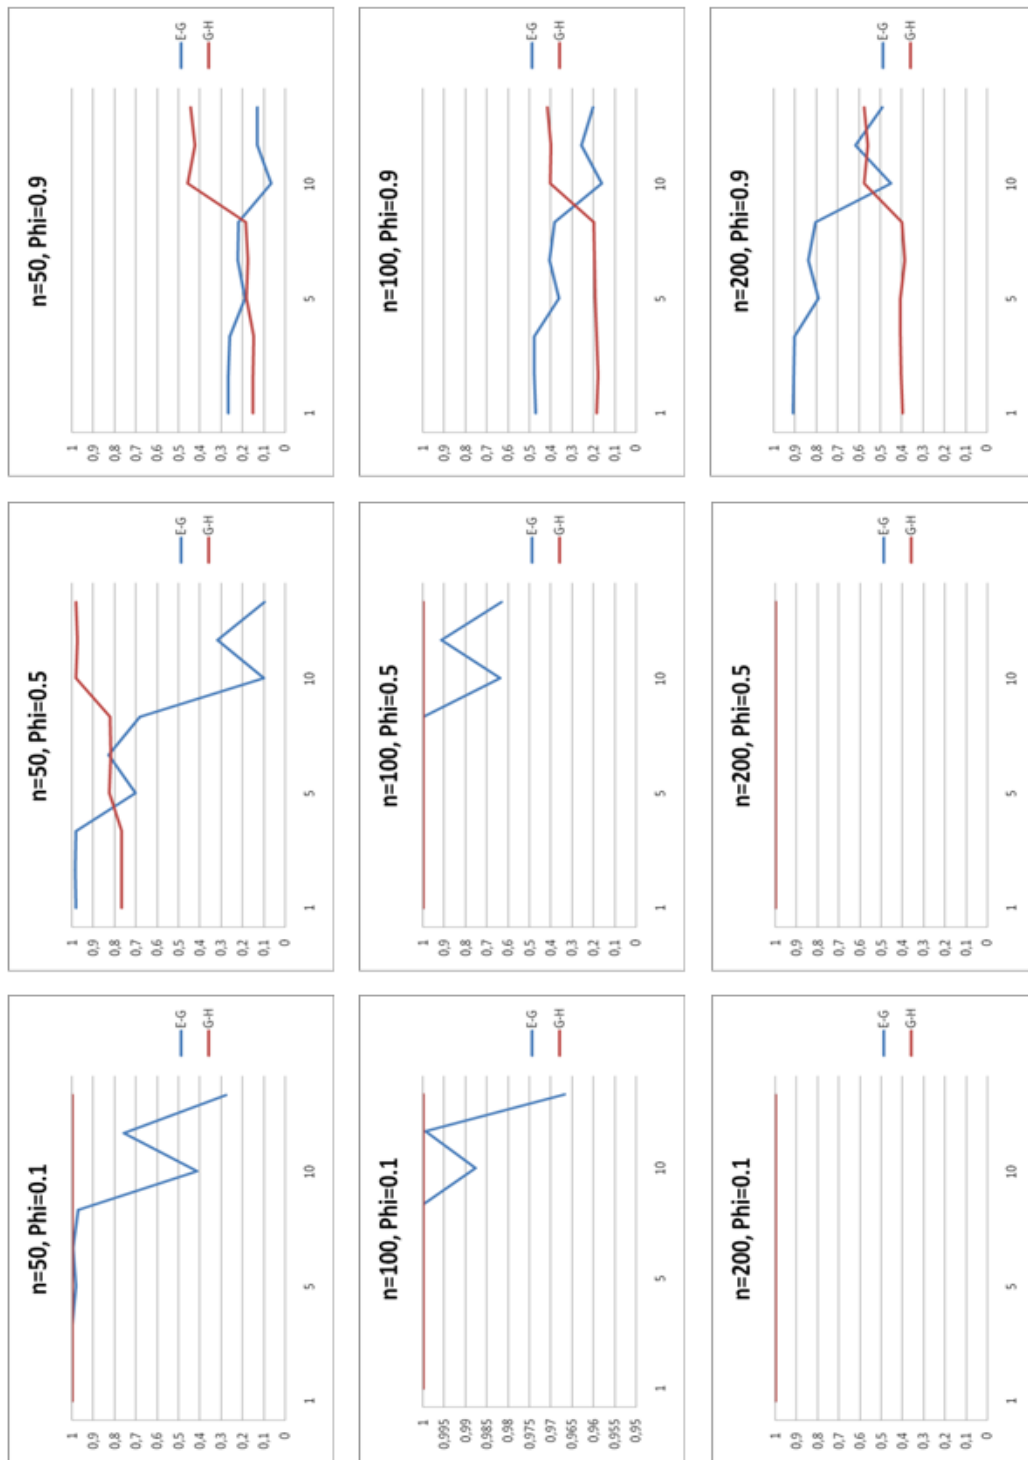 n=50, Phi=0.1
1
0,9
0,8
0,7
0,6
0,5
0,4
0,3
0,2
0,1
0
1 5 10
E-G
G-H
n=50, Phi=0.5
1
0,9
0,8
0,7
0,6
0,5
0,4
0,3
0,2
0,1
0
1 5 10
E-G
G-H
n=50, Phi=0.9
1
0,9
0,8
0,7
0,6
0,5
0,4
0,3
0,2
0,1
0
1 5 10
E-G
G-H
n=100, Phi=0.1
1
0,995
0,99
0,985
0,98
0,975
0,97
0,965
0,96
0,955
0,95
1 5 10
E-G
G-H
n=100, Phi=0.5
1
0,9
0,8
0,7
0,6
0,5
0,4
0,3
0,2
0,1
0
1 5 10
E-G
G-H
n=100, Phi=0.9
1
0,9
0,8
0,7
0,6
0,5
0,4
0,3
0,2
0,1
0
1 5 10
E-G
G-H
n=200, Phi=0.1
1
0,9
0,8
0,7
0,6
0,5
0,4
0,3
0,2
0,1
0
1 5 10
E-G
G-H
n=200, Phi=0.5
1
0,9
0,8
0,7
0,6
0,5
0,4
0,3
0,2
0,1
0
1 5 10
E-G
G-H
n=200, Phi=0.9
1
0,9
0,8
0,7
0,6
0,5
0,4
0,3
0,2
0,1
0
1 5 10
E-G
G-H